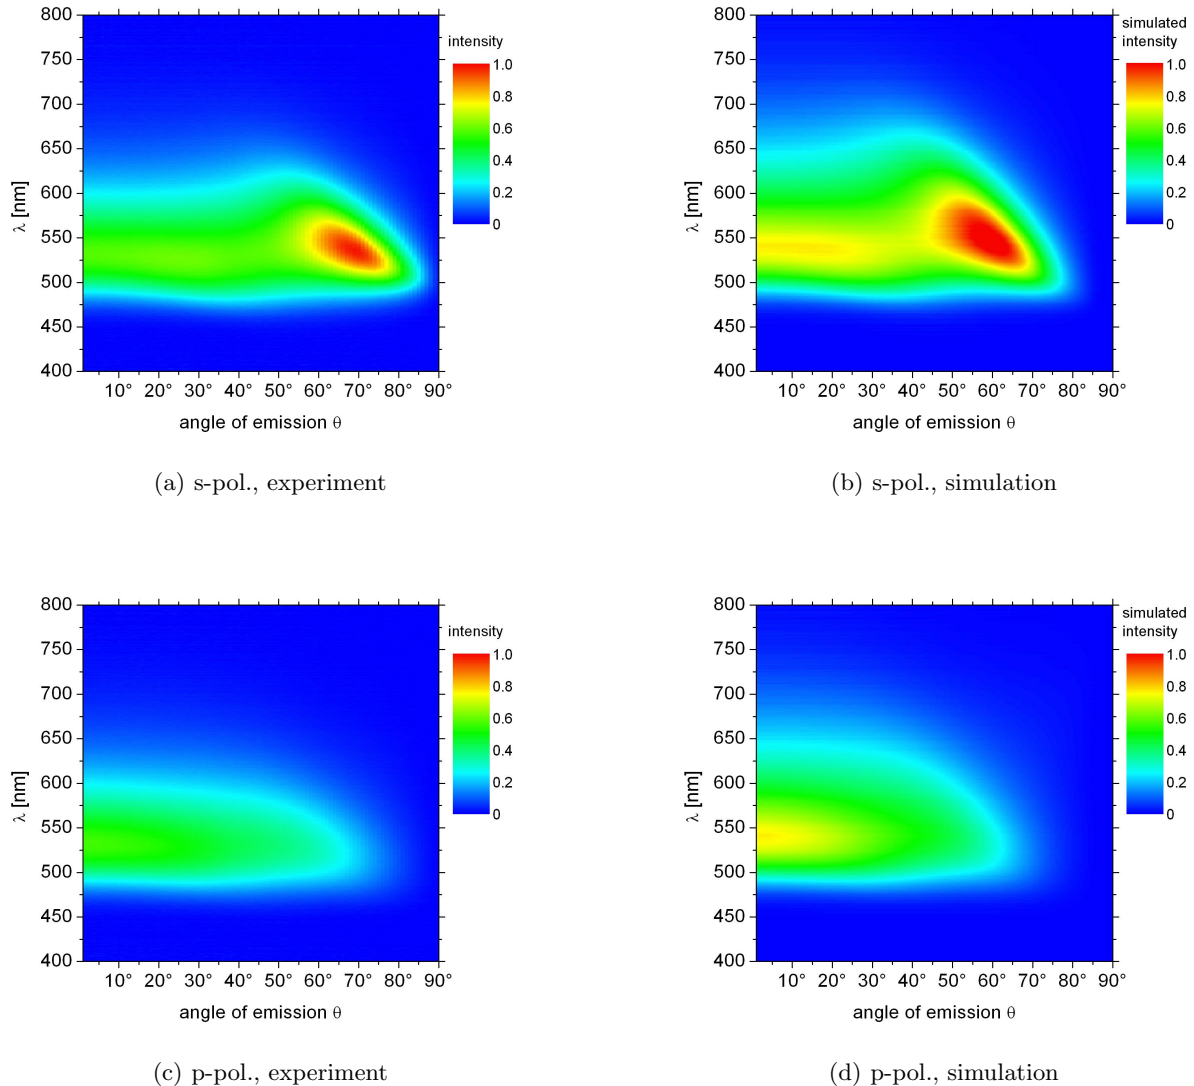 800
750
700
650
600
550
500
450
400
λ [nm]
10° 20° 30° 40° 50° 60° 70° 80° 90°
angle of emission θ
intensity
1.0
0.8
0.6
0.4
0.2
0
(a) s-pol., experiment
800
750
700
650
600
550
500
450
400
λ [nm]
10° 20° 30° 40° 50° 60° 70° 80° 90°
angle of emission θ
simulated
intensity
1.0
0.8
0.6
0.4
0.2
0
(b) s-pol., simulation
800
750
700
650
600
550
500
450
400
λ [nm]
10° 20° 30° 40° 50° 60° 70° 80° 90°
angle of emission θ
intensity
1.0
0.8
0.6
0.4
0.2
0
(c) p-pol., experiment
800
750
700
650
600
550
500
450
400
λ [nm]
10° 20° 30° 40° 50° 60° 70° 80° 90°
angle of emission θ
simulated
intensity
1.0
0.8
0.6
0.4
0.2
0
(d) p-pol., simulation